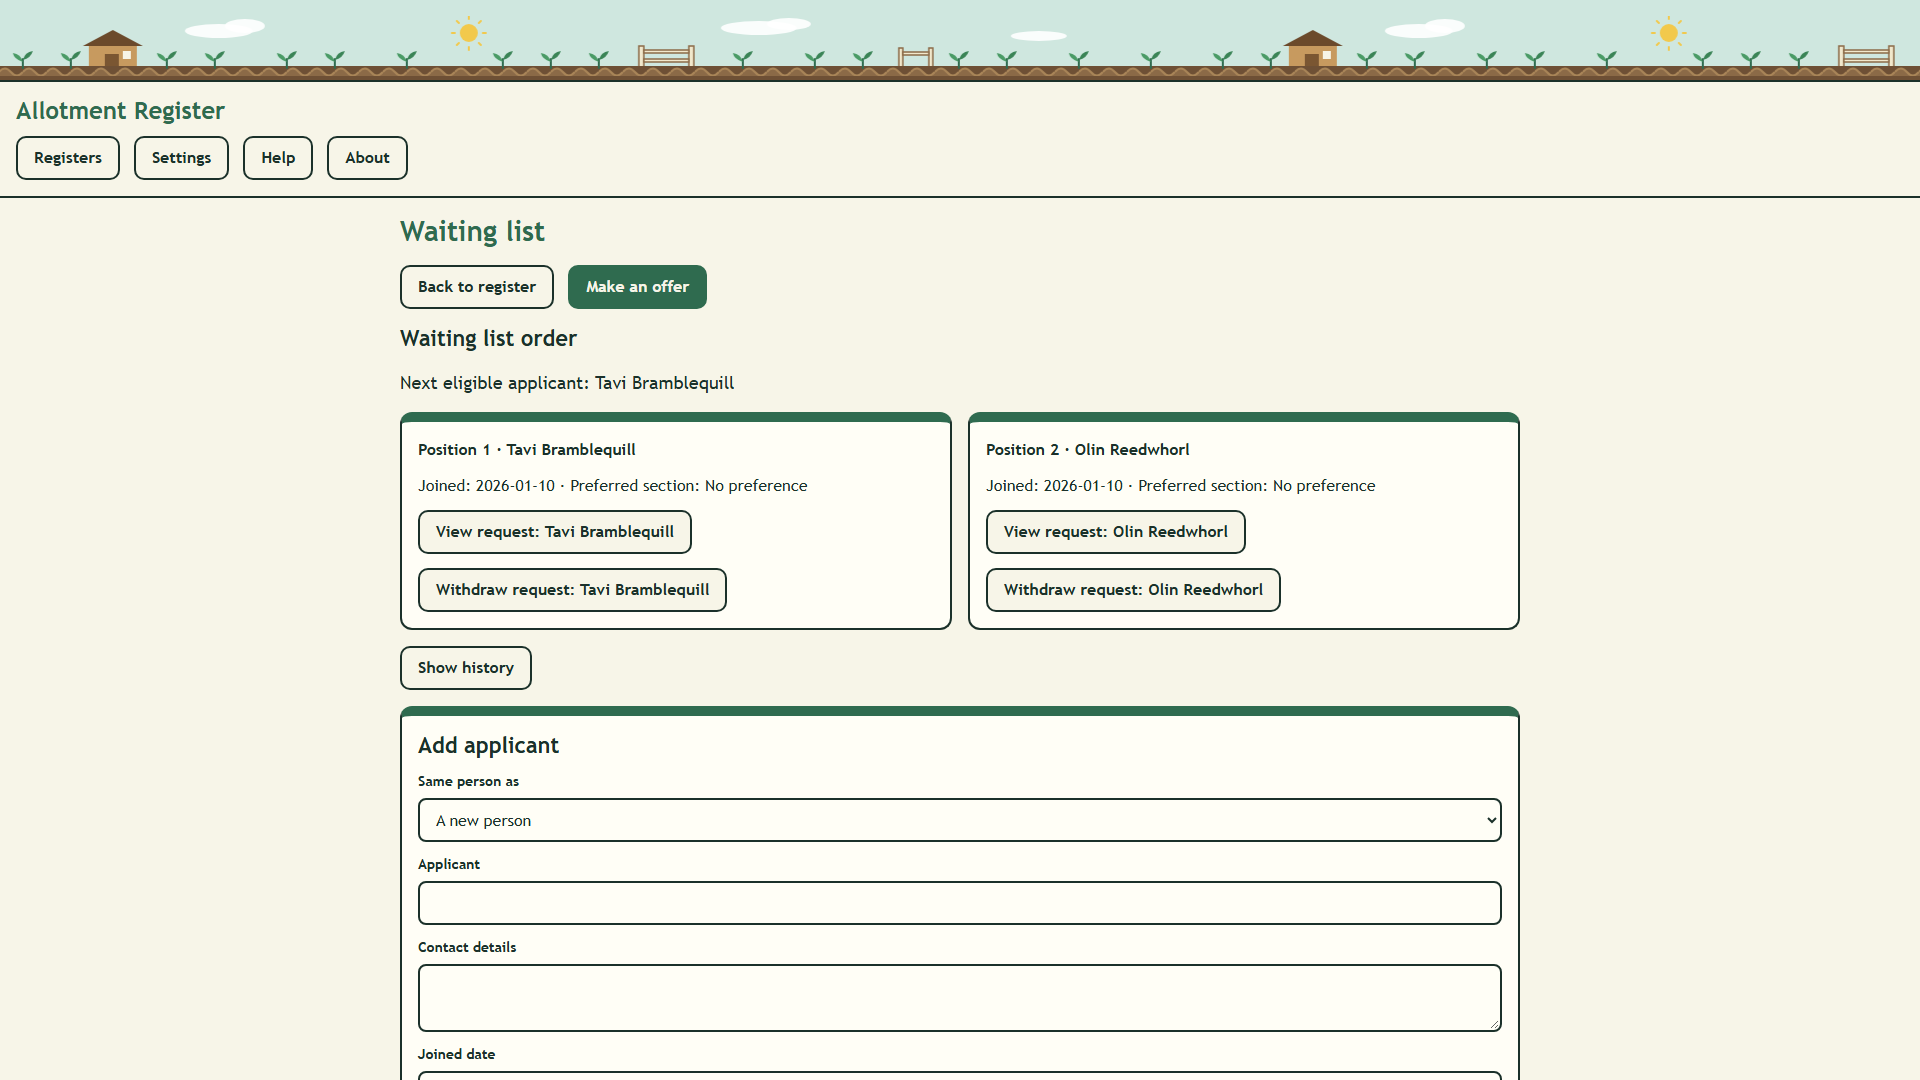 Allotment Register
Registers
Settings
Help
About
Waiting list
Back to register
Make an offer
Waiting list order
Next eligible applicant: Tavi Bramblequill
Position 1 · Tavi Bramblequill
Joined: 2026-01-10 · Preferred section: No preference
View request: Tavi Bramblequill
Withdraw request: Tavi Bramblequill
Position 2 · Olin Reedwhorl
Joined: 2026-01-10 · Preferred section: No preference
View request: Olin Reedwhorl
Withdraw request: Olin Reedwhorl
Show history
Add applicant
Same person as
A new person
Applicant
Contact details
Joined date